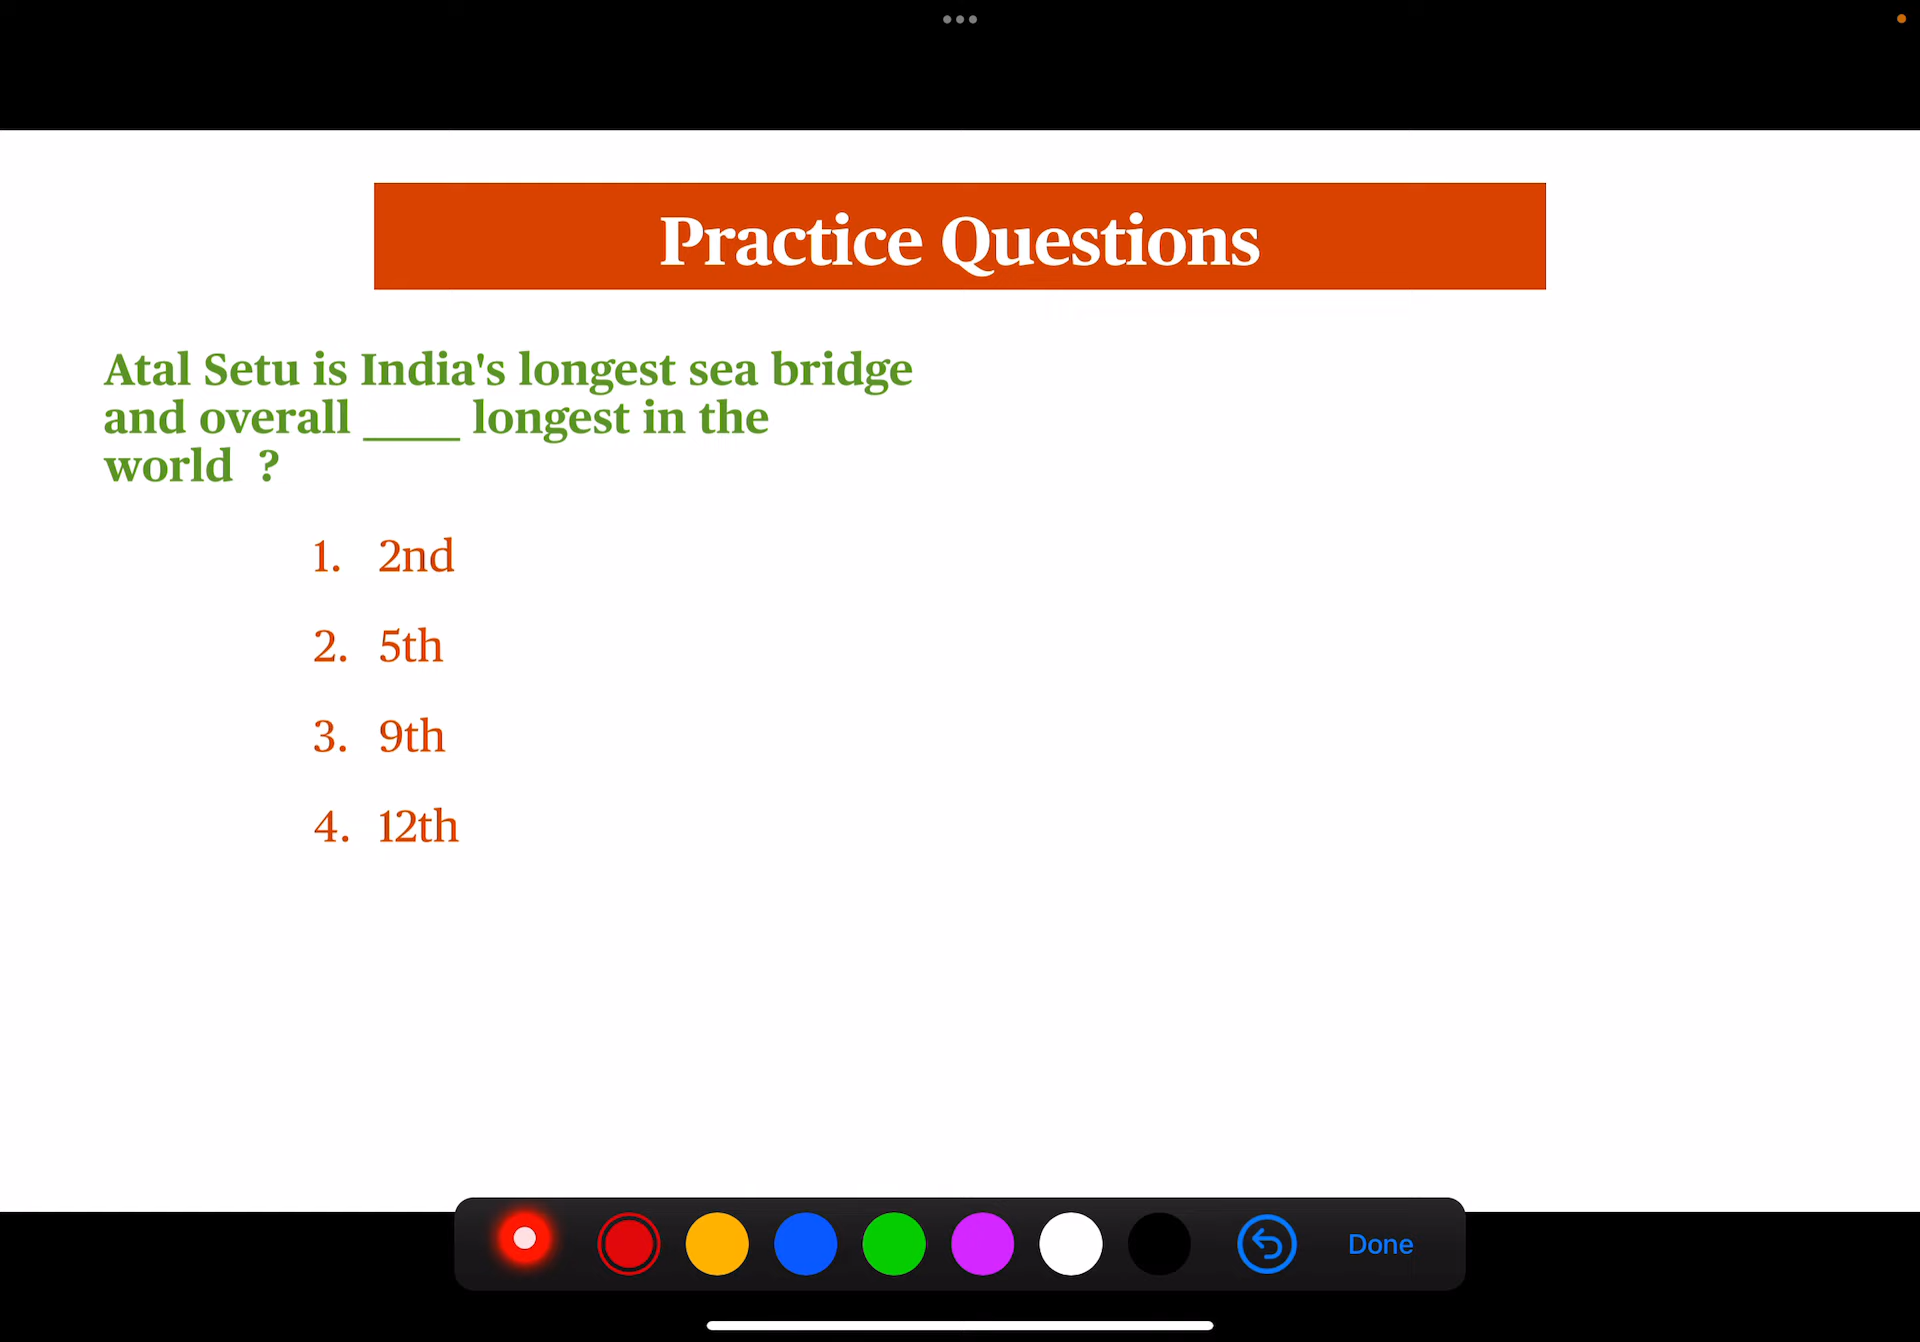 Practice Questions
Atal Setu is India's longest sea bridge
and overall ____ longest in the
world ?
1. 2nd
2. 5th
3. 9th
4. 12th
Done